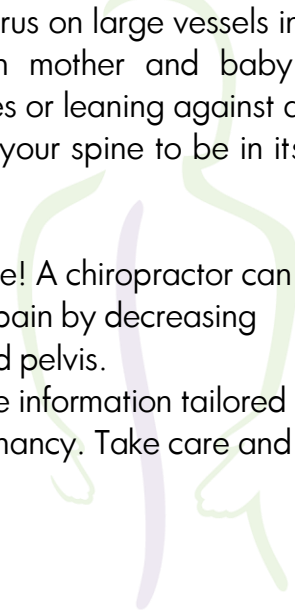 rus on large vessels in
mother and baby
es or leaning against
your spine to be in its
e! A chiropractor can
pain by decreasing
d pelvis.
e information tailored
nancy. Take care and